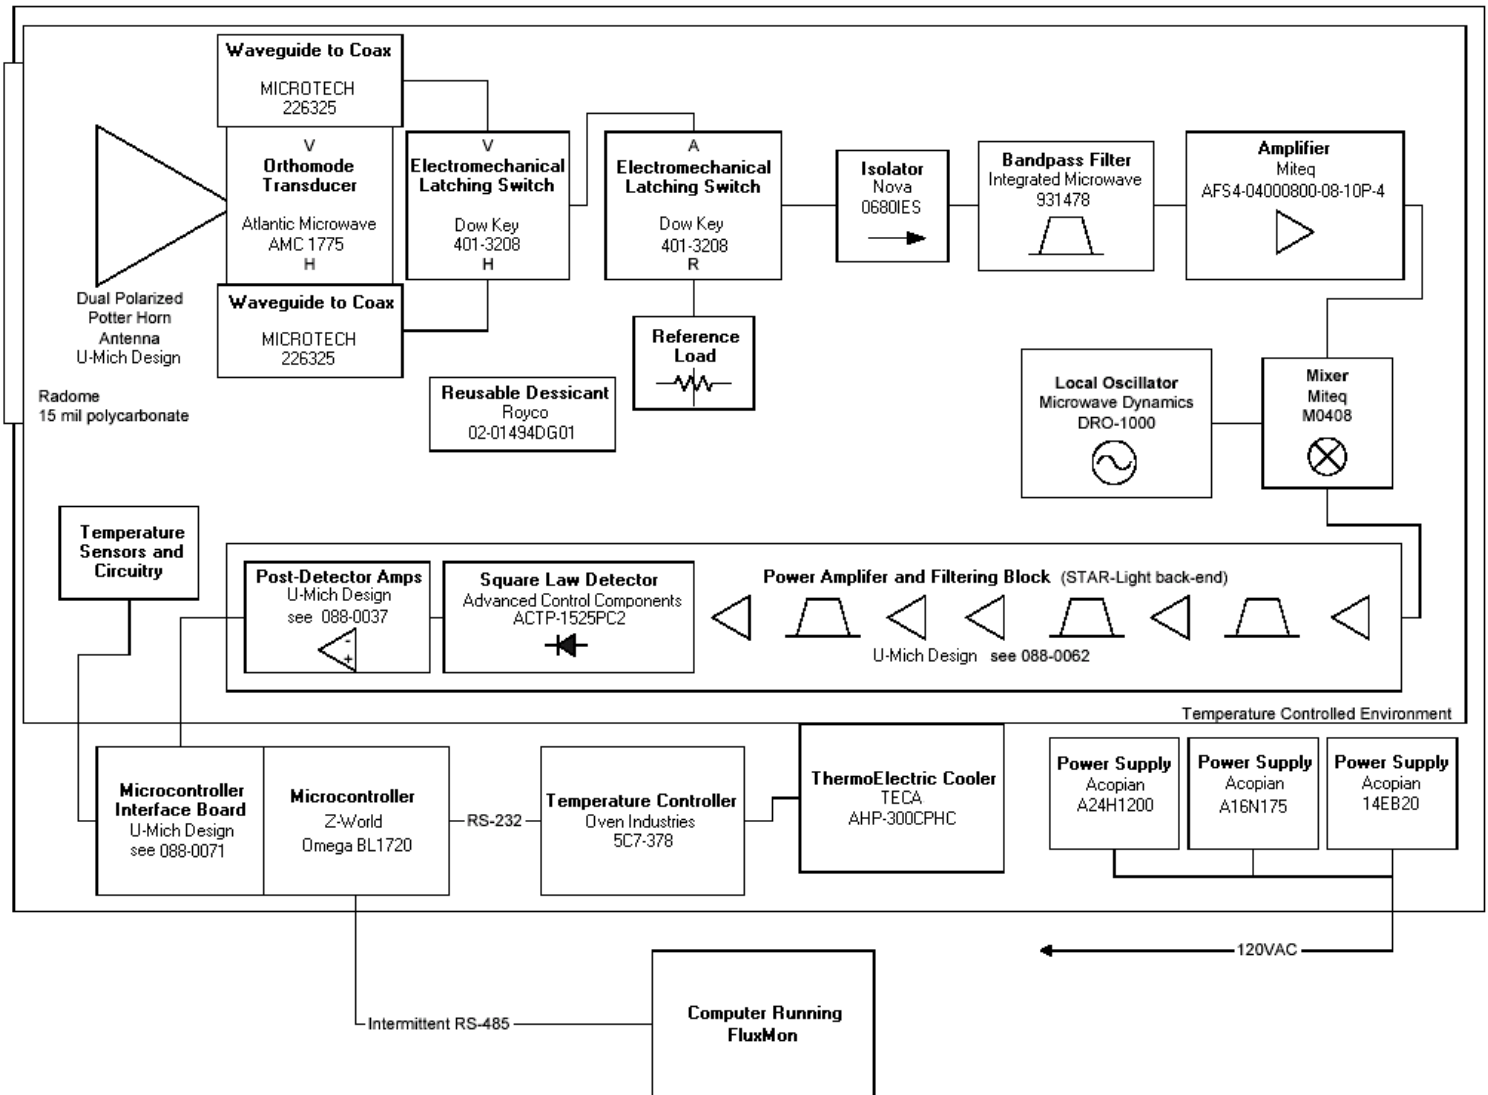 Waveguide to Coax
MICROTECH
226325
V
Orthomode
Transducer
Atlantic Microwave
AMC 1775
H
Waveguide to Coax
MICROTECH
226325
Dual Polarized
Potter Horn
Antenna
U-Mich Design
Radome
15 mil polycarbonate
V
Electromechanical
Latching Switch
Dow Key
401-3208
H
A
Electromechanical
Latching Switch
Dow Key
401-3208
R
Reference
Load
Reusable Dessicant
Royco
02-01494DG01
Isolator
Nova
0680IES
Bandpass Filter
Integrated Microwave
931478
Amplifier
Miteq
AFS4-04000800-08-10P-4
Local Oscillator
Microwave Dynamics
DRO-1000
Mixer
Miteq
M0408
Temperature
Sensors and
Circuitry
Post-Detector Amps
U-Mich Design
see 088-0037
-
+
Square Law Detector
Advanced Control Components
ACTP-1525PC2
Power Amplifer and Filtering Block (STAR-Light back-end)
U-Mich Design see 088-0062
Temperature Controlled Environment
Microcontroller
Interface Board
U-Mich Design
see 088-0071
Microcontroller
Z-World
Omega BL1720
RS-232
Temperature Controller
Oven Industries
5C7-378
ThermoElectric Cooler
TECA
AHP-300CPHC
Power Supply
Acopian
A24H1200
Power Supply
Acopian
A16N175
Power Supply
Acopian
14EB20
120VAC
Intermittent RS-485
Computer Running
FluxMon